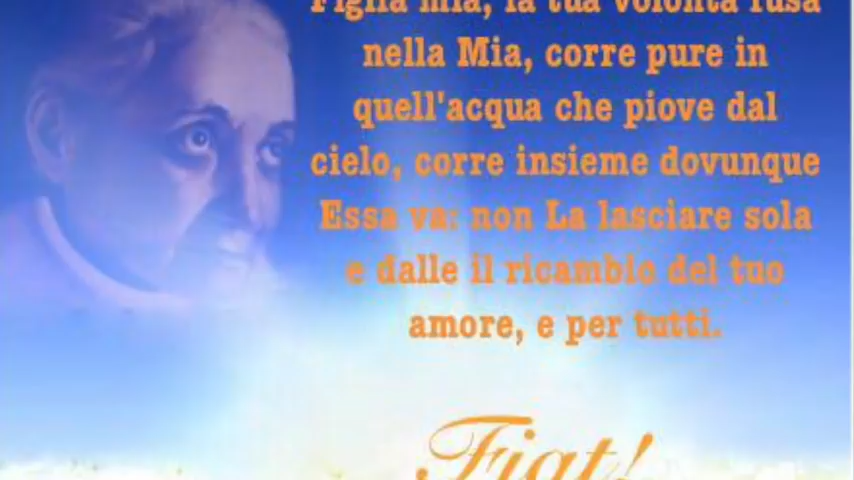 Figlia mia, la tua volontà fusa
nella Mia, corre pure in
quell'acqua che piove dal
cielo, corre insieme dovunque
Essa va: non La lasciare sola
e dalle il ricambio del tuo
amore, e per tutti.
Fiat!